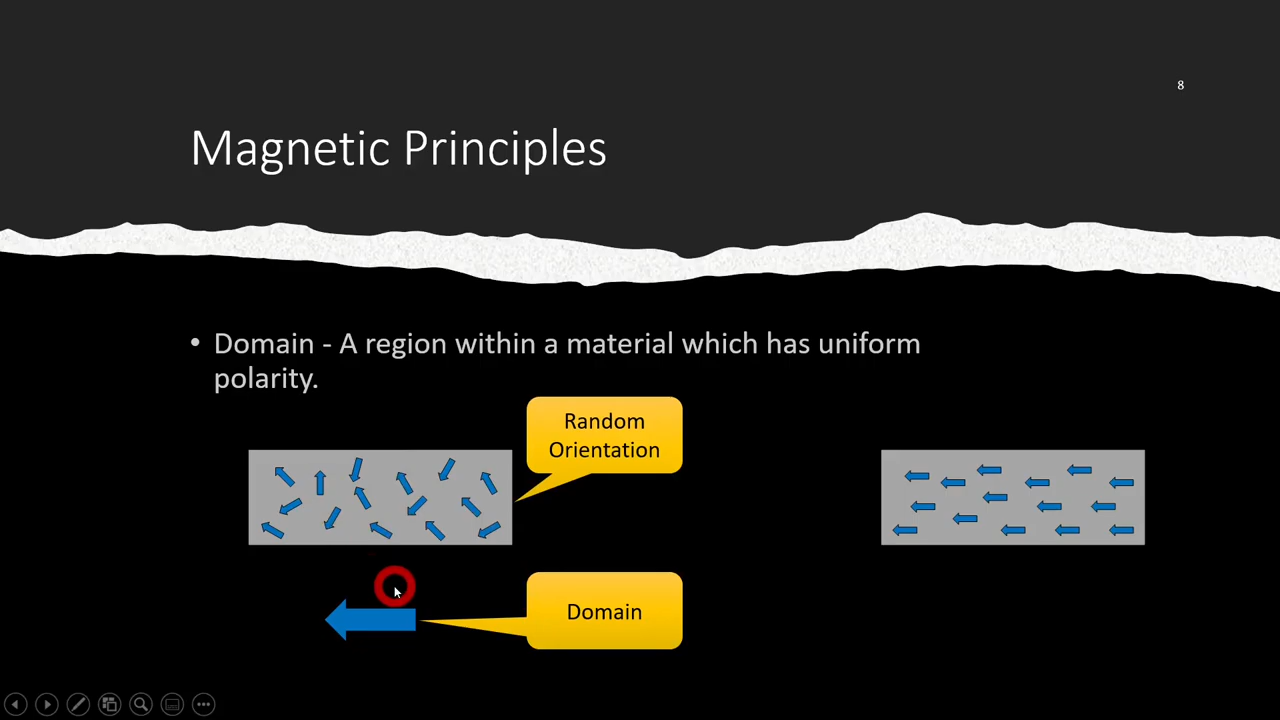 8
Magnetic Principles
• Domain - A region within a material which has uniform
polarity.
Random
Orientation
Domain